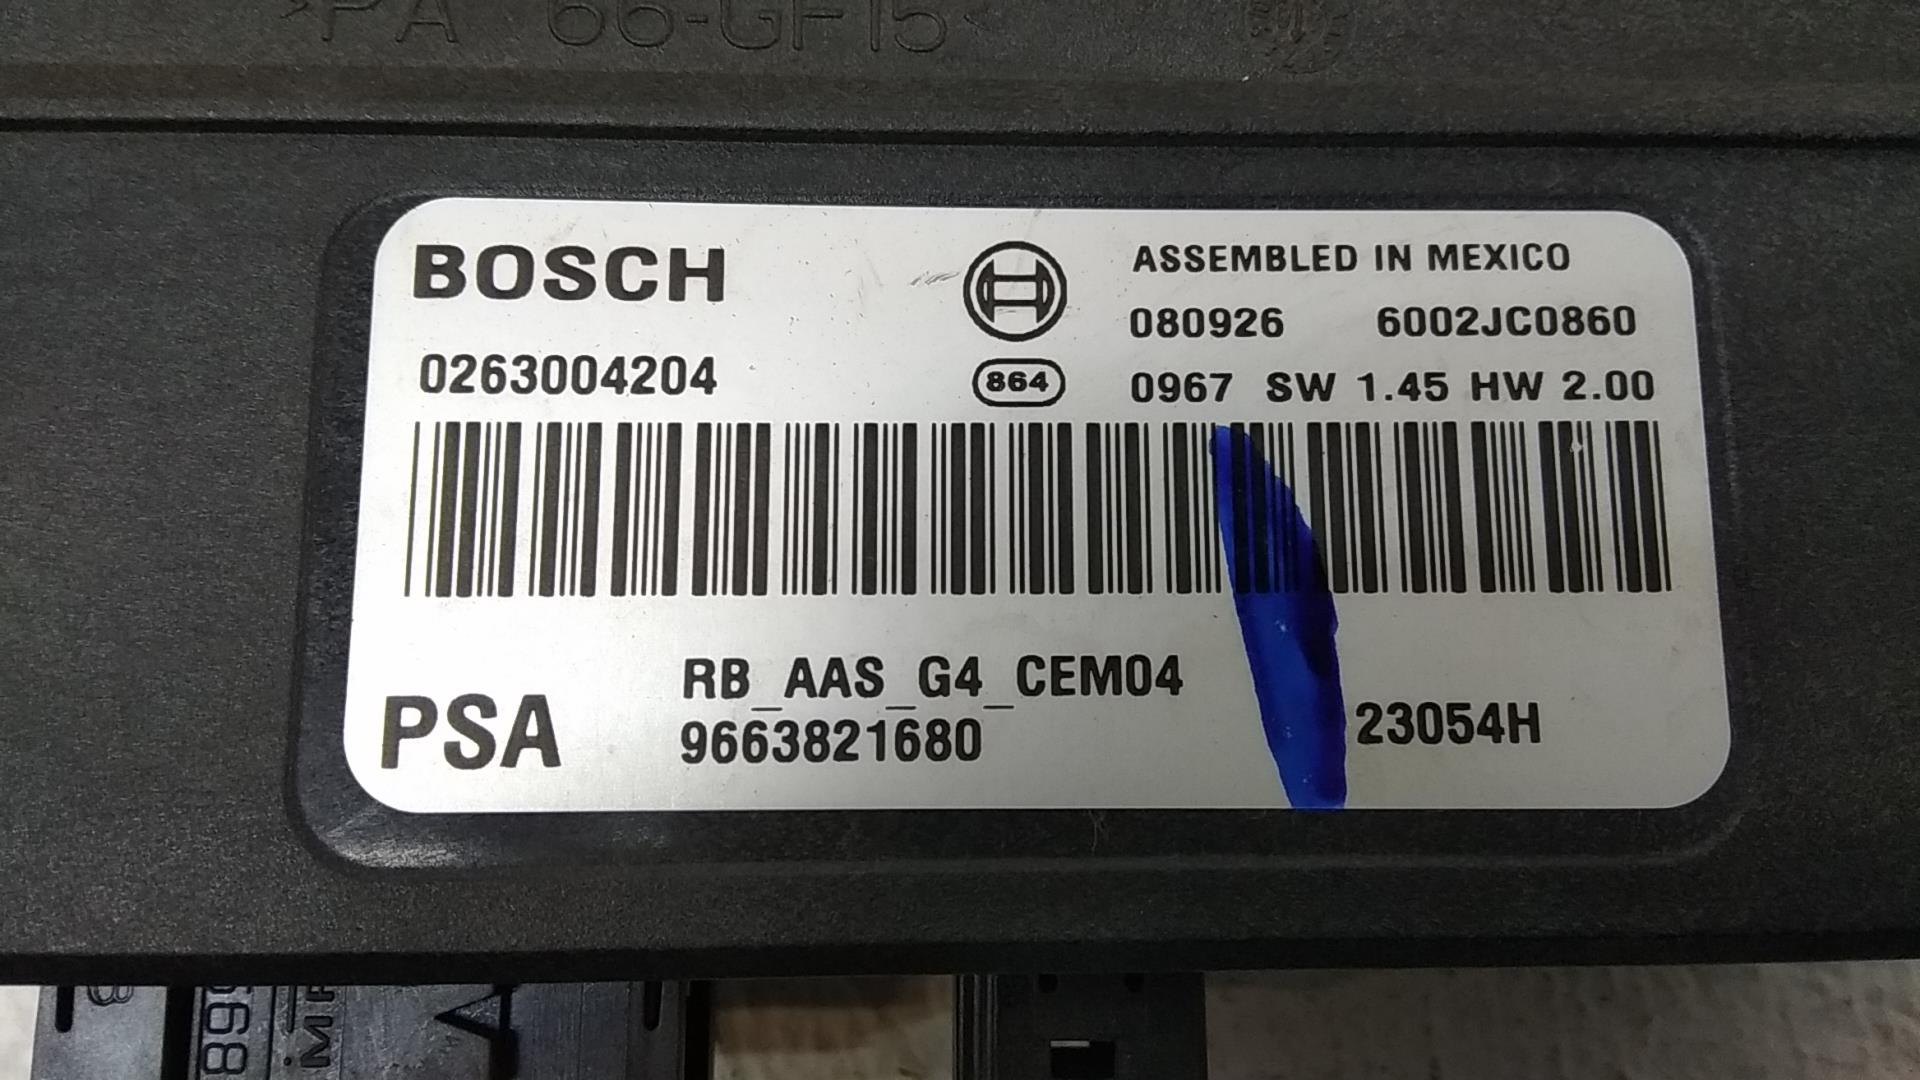 >PA 66-GF15<
BOSCH
ASSEMBLED IN MEXICO
080926 6002JC0860
0263004204
864
0967 SW 1.45 HW 2.00
RB_AAS_G4_CEM04
PSA
9663821680
23054H